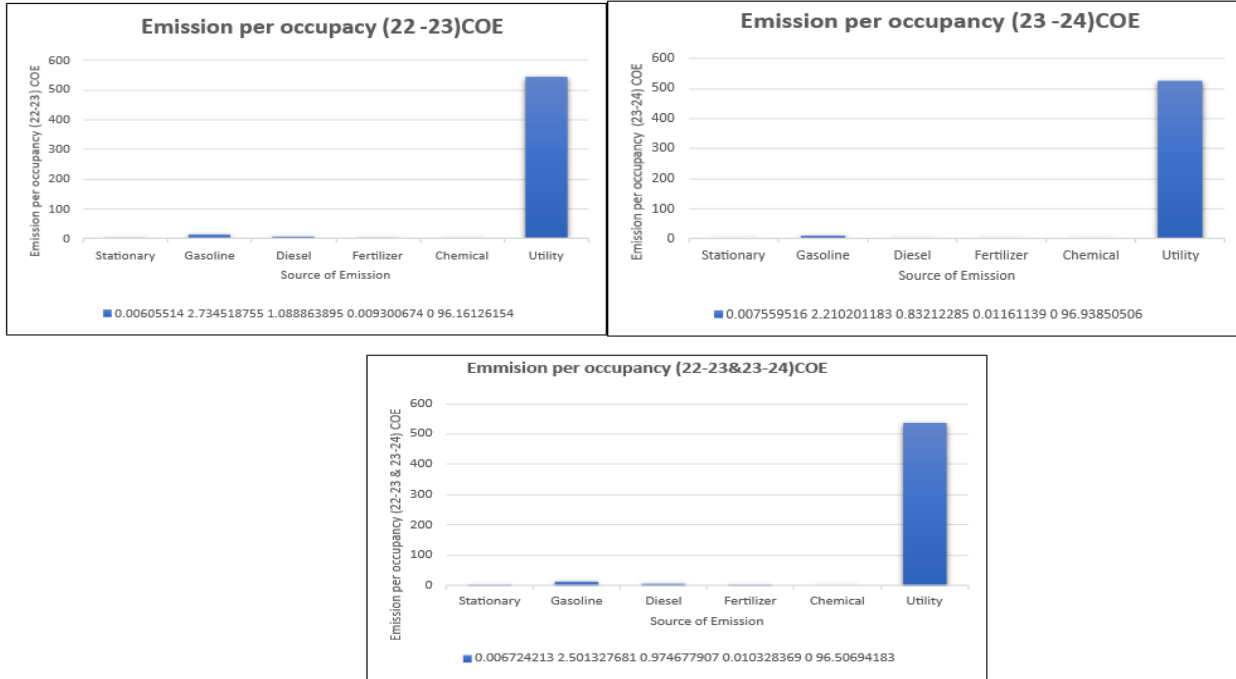 Emission per occupacy (22 -23)COE
Emission per occupancy (22-23) COE
600
500
400
300
200
100
0
Stationary Gasoline Diesel Fertilizer Chemical Utility
Source of Emission
0.00605514 2.734518755 1.088863895 0.009300674 0 96.16126154
Emission per occupancy (23 -24)COE
Emission per occupancy (23-24) COE
600
500
400
300
200
100
0
Stationary Gasoline Diesel Fertilizer Chemical Utility
Source of Emission
0.007559516 2.210201183 0.83212285 0.01161139 0 96.93850506
Emmision per occupancy (22-23&23-24)COE
Emission per occupancy (22-23 & 23-24) COE
600
500
400
300
200
100
0
Stationary Gasoline Diesel Fertilizer Chemical Utility
Source of Emission
0.006724213 2.501327681 0.974677907 0.010328369 0 96.50694183